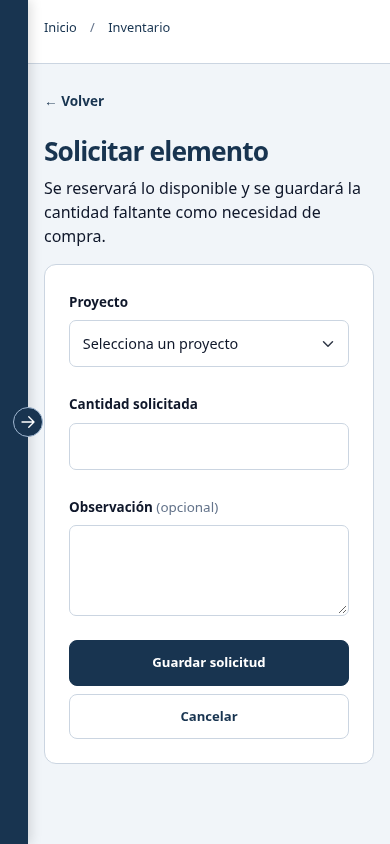 Inicio / Inventario
← Volver
Solicitar elemento
Se reservará lo disponible y se guardará la
cantidad faltante como necesidad de
compra.
Proyecto
Selecciona un proyecto
Cantidad solicitada
Observación (opcional)
Guardar solicitud
Cancelar